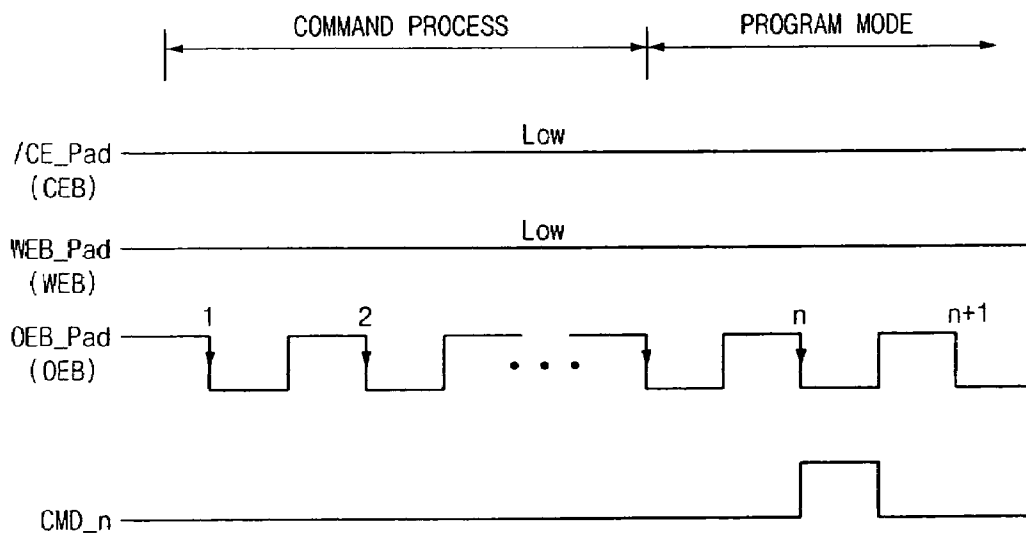 COMMAND PROCESS
PROGRAM MODE
Low
/CE_Pad
(CEB)
Low
WEB_Pad
(WEB)
1
2
n
n+1
OEB_Pad
(OEB)
CMD_n